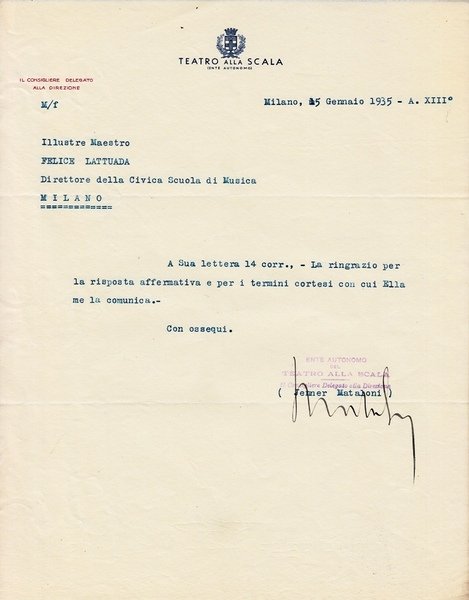 TEATRO ALLA SCALA
(ENTE AUTONOMO)
IL CONSIGLIERE DELEGATO
ALLA DIREZIONE
M/f
Milano, 15 Gennaio 1935 - A. XIII°
Illustre Maestro
FELICE LATTUADA
Direttore della Civica Scuola di Musica
MILANO
============
A Sua lettera 14 corr., - La ringrazio per
la risposta affermativa e per i termini cortesi con cui Ella
me la comunica.-
Con ossequi.
ENTE AUTONOMO
DEL
TEATRO ALLA SCALA
Il Consigliere Delegato alla Direzione
( Jenner Mataloni )